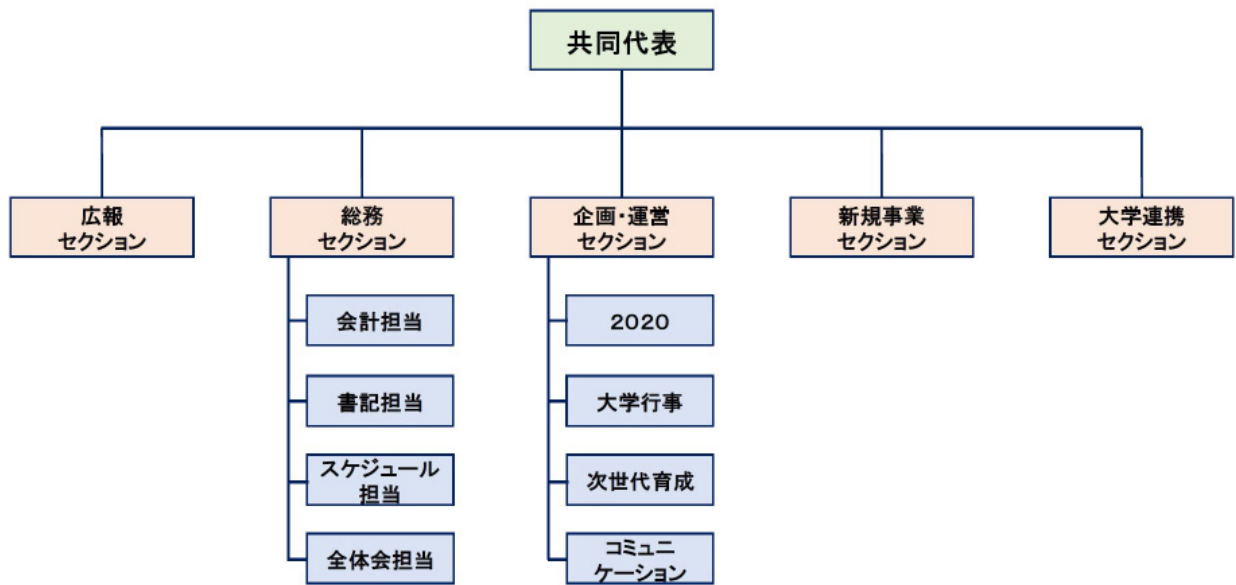 共同代表
広報
セクション
総務
セクション
企画・運営
セクション
新規事業
セクション
大学連携
セクション
会計担当
書記担当
スケジュール
担当
全体会担当
2020
大学行事
次世代育成
コミュニ
ケーション